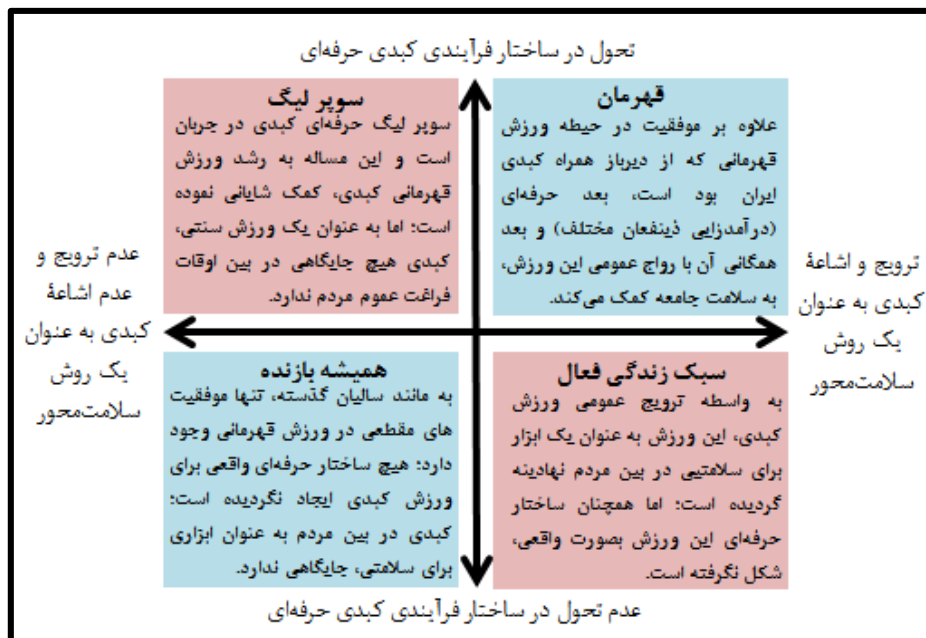 تحول در ساختار فرآیندی کبدی حرفه‌ای
قهرمان
علاوه بر موفقیت در حیطه ورزش
قهرمانی که از دیرباز همراه کبدی
ایران بود است، بعد حرفه‌ای
(درآمدزایی ذینفعان مختلف) و بعد
همگانی آن با رواج عمومی این ورزش،
به سلامت جامعه کمک می‌کند.
سوپر لیگ
سوپر لیگ حرفه‌ای کبدی در جریان
است و این مساله به رشد ورزش
قهرمانی کبدی، کمک شایانی نموده
است؛ اما به عنوان یک ورزش سنتی،
کبدی هیچ جایگاهی در بین اوقات
فراغت عموم مردم ندارد.
ترویج و اشاعۀ
کبدی به عنوان
یک روش
سلامت‌محور
عدم ترویج و
عدم اشاعۀ
کبدی به عنوان
یک روش
سلامت‌محور
سبک زندگی فعال
به واسطه ترویج عمومی ورزش
کبدی، این ورزش به عنوان یک ابزار
برای سلامتیی در بین مردم نهادینه
گردیده است؛ اما همچنان ساختار
حرفه‌ای این ورزش بصورت واقعی،
شکل نگرفته است.
همیشه بازنده
به مانند سالیان گذسته، تنها موفقیت
های مقطعی در ورزش قهرمانی وجود
دارد؛ هیچ ساختار حرفه‌ای واقعی برای
ورزش کبدی ایجاد نگردیده است؛
کبدی در بین مردم به عنوان ابزاری
برای سلامتی، جایگاهی ندارد.
عدم تحول در ساختار فرآیندی کبدی حرفه‌ای